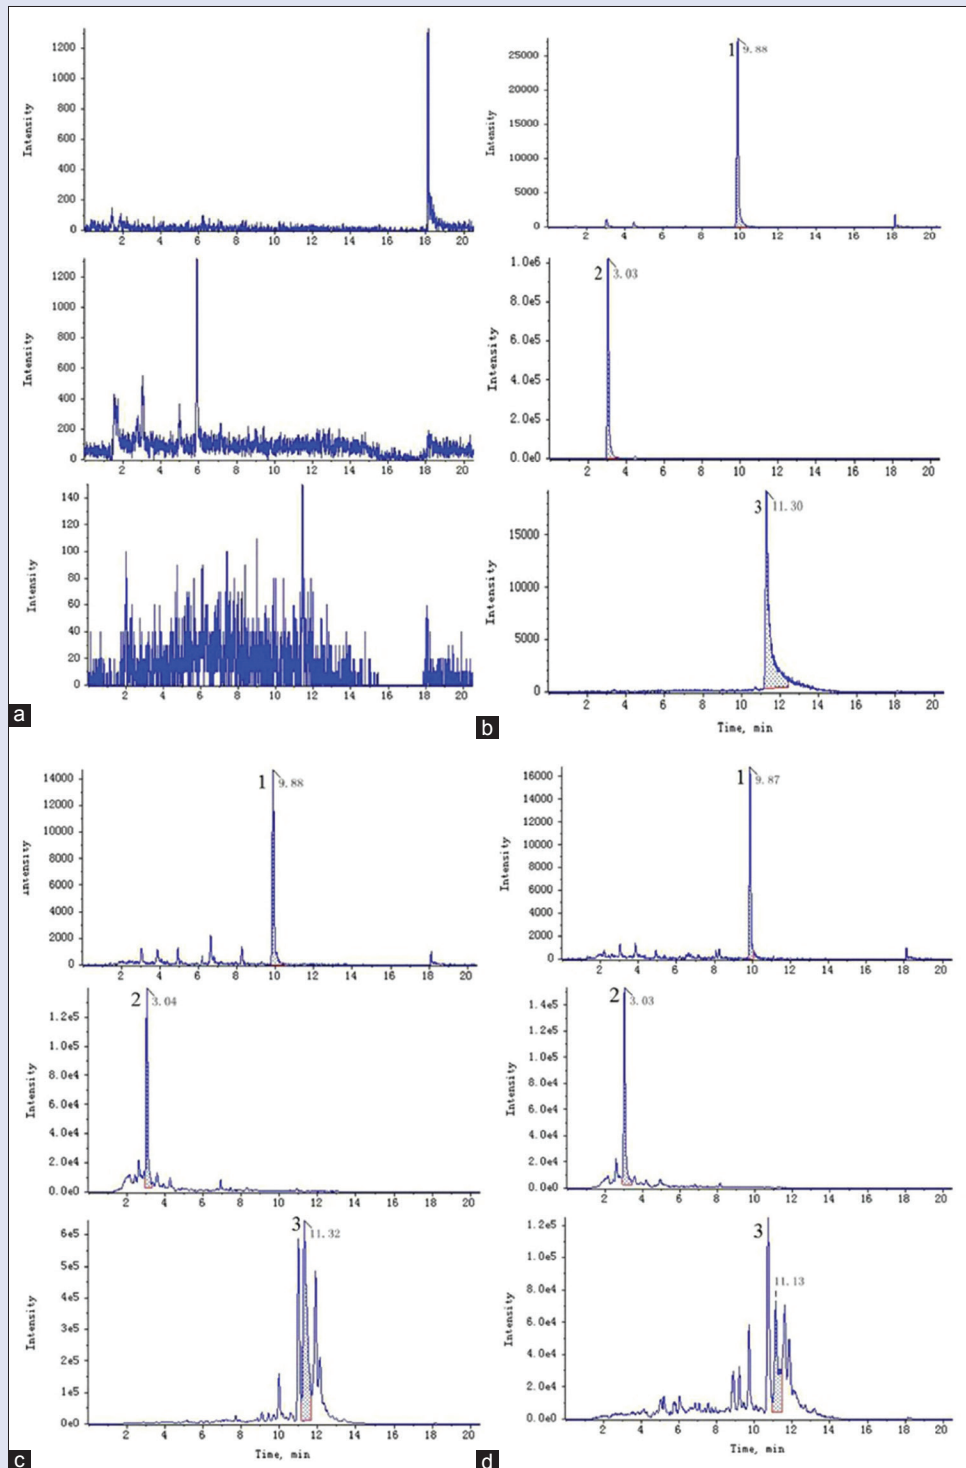 1200
1000
800
600
400
200
0
Intensity
2 4 6 8 10 12 14 16 18 20
1200
1000
800
600
400
200
0
Intensity
2 4 6 8 10 12 14 16 18 20
140
120
100
80
60
40
20
0
Intensity
2 4 6 8 10 12 14 16 18 20
a
1 9.88
25000
20000
15000
10000
5000
0
Intensity
2 4 6 8 10 12 14 16 18 20
2 3.03
1.0e6
8.0e5
6.0e5
4.0e5
2.0e5
0.0e0
Intensity
2 4 6 8 10 12 14 16 18 20
3 11.30
15000
10000
5000
0
Intensity
2 4 6 8 10 12 14 16 18 20
Time, min
b
1 9.88
14000
12000
10000
8000
6000
4000
2000
0
Intensity
2 4 6 8 10 12 14 16 18 20
2 3.04
1.2e5
1.0e5
8.0e4
6.0e4
4.0e4
2.0e4
0.0e0
Intensity
2 4 6 8 10 12 14 16 18 20
3 11.32
6e5
5e5
4e5
3e5
2e5
1e5
0e0
Intensity
2 4 6 8 10 12 14 16 18 20
Time, min
c
1 9.87
16000
14000
12000
10000
8000
6000
4000
2000
0
Intensity
2 4 6 8 10 12 14 16 18 20
2 3.03
1.4e5
1.2e5
1.0e5
8.0e4
6.0e4
4.0e4
2.0e4
0.0e0
Intensity
2 4 6 8 10 12 14 16 18 20
3
11.13
1.2e5
1.0e5
8.0e4
6.0e4
4.0e4
2.0e4
0.0e0
Intensity
2 4 6 8 10 12 14 16 18 20
Time, min
d